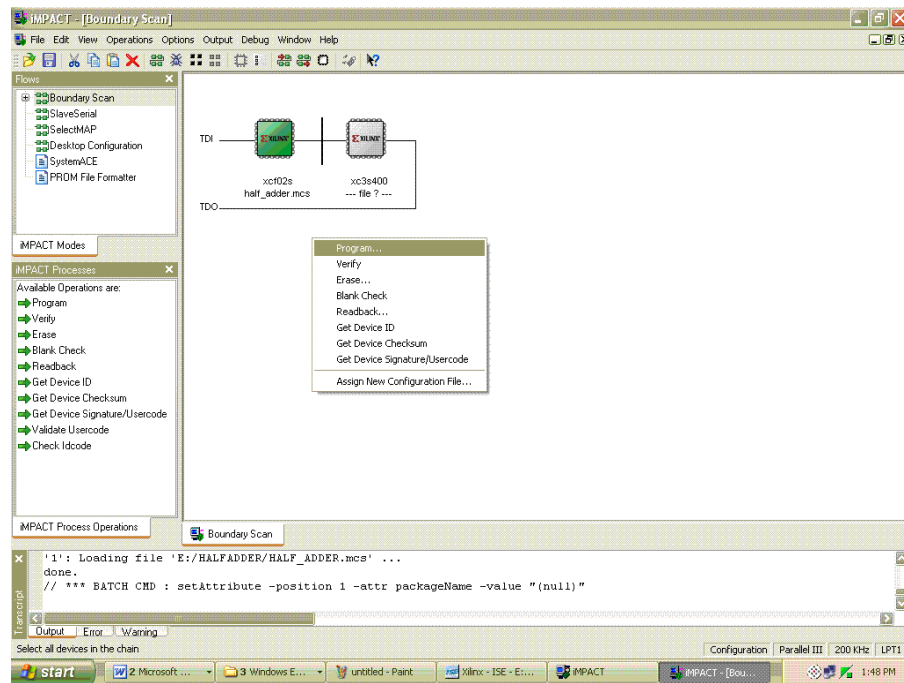 iMPACT - [Boundary Scan]
File Edit View Operations Options Output Debug Window Help
Flows
Boundary Scan
SlaveSerial
SelectMAP
Desktop Configuration
SystemACE
PROM File Formatter
iMPACT Modes
iMPACT Processes
Available Operations are:
Program
Verify
Erase
Blank Check
Readback
Get Device ID
Get Device Checksum
Get Device Signature/Usercode
Validate Usercode
Check Idcode
iMPACT Process Operations
TDI
XILINX XILINX
xcf02s xc3s400
half_adder.mcs --- file ? ---
TDO
Program...
Verify
Erase...
Blank Check
Readback...
Get Device ID
Get Device Checksum
Get Device Signature/Usercode
Assign New Configuration File...
Boundary Scan
'1': Loading file 'E:/HALFADDER/HALF_ADDER.mcs' ...
done.
// *** BATCH CMD : setAttribute -position 1 -attr packageName -value "(null)"
Transcript
Output Error Warning
Select all devices in the chain
Configuration Parallel III 200 KHz LPT1
start 2 Microsoft ... 3 Windows E... untitled - Paint Xilinx - ISE - E:... iMPACT iMPACT - [Bou... 1:48 PM